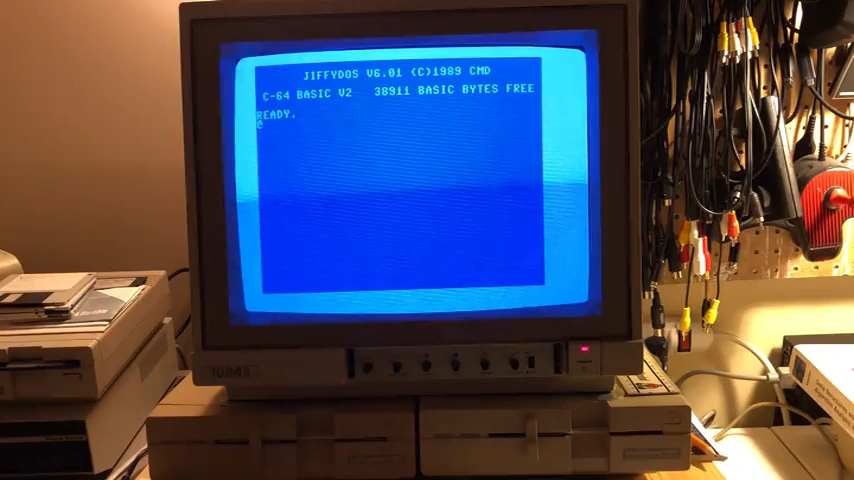 JIFFYDOS V6.01 (C)1989 CMD
C-64 BASIC V2   38911 BASIC BYTES FREE
READY.
@
1084S